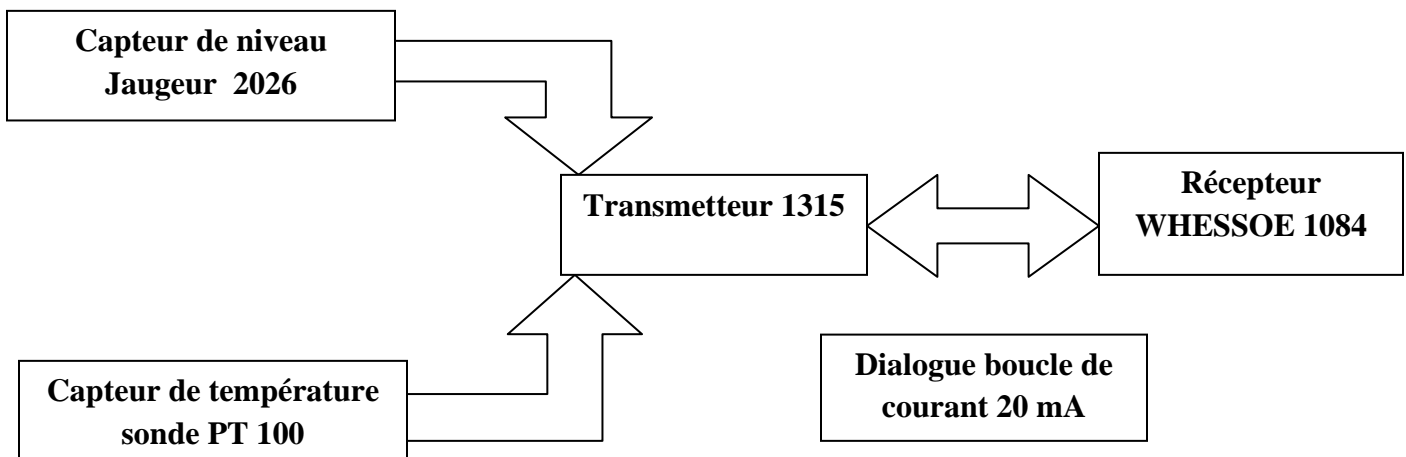 Capteur de niveau
Jaugeur 2026
Transmetteur 1315
Récepteur
WHESSOE 1084
Capteur de température
sonde PT 100
Dialogue boucle de
courant 20 mA